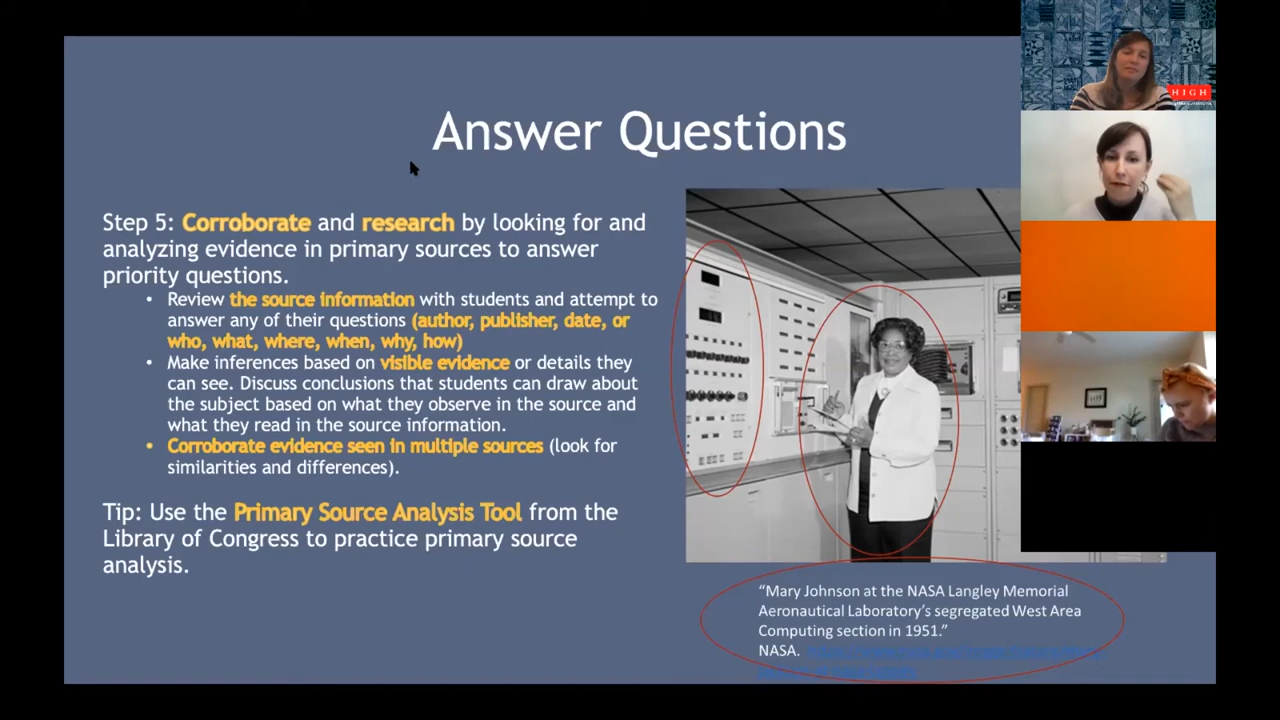 Answer Questions
Step 5: Corroborate and research by looking for and
analyzing evidence in primary sources to answer
priority questions.
• Review the source information with students and attempt to
answer any of their questions (author, publisher, date, or
who, what, where, when, why, how)
• Make inferences based on visible evidence or details they
can see. Discuss conclusions that students can draw about
the subject based on what they observe in the source and
what they read in the source information.
• Corroborate evidence seen in multiple sources (look for
similarities and differences).
Tip: Use the Primary Source Analysis Tool from the
Library of Congress to practice primary source
analysis.
“Mary Johnson at the NASA Langley Memorial
Aeronautical Laboratory’s segregated West Area
Computing section in 1951.”
NASA.
HIGH